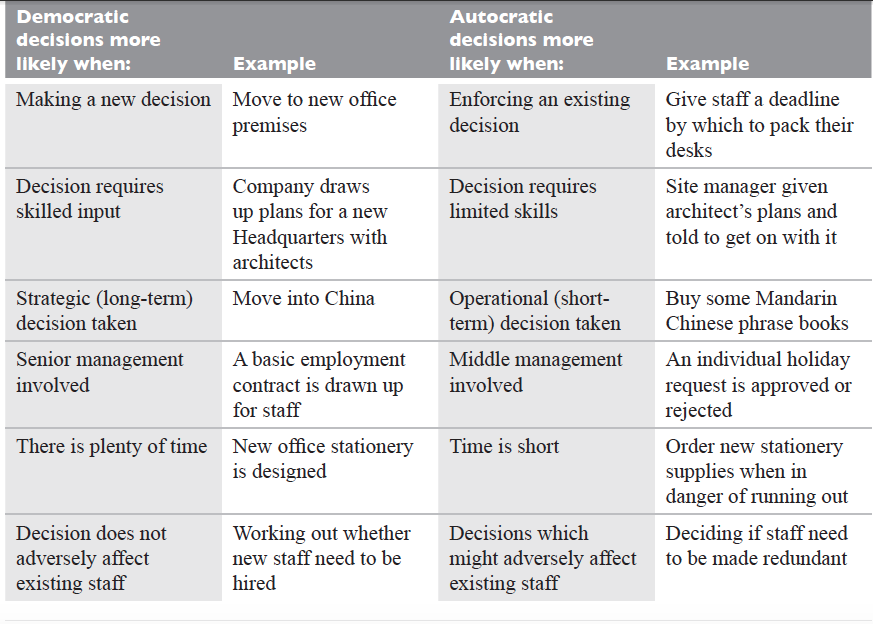 Democratic
decisions more
likely when:
Example
Autocratic
decisions more
likely when:
Example
Making a new decision
Move to new office
premises
Enforcing an existing
decision
Give staff a deadline
by which to pack their
desks
Decision requires
skilled input
Company draws
up plans for a new
Headquarters with
architects
Decision requires
limited skills
Site manager given
architect’s plans and
told to get on with it
Strategic (long-term)
decision taken
Move into China
Operational (short-
term) decision taken
Buy some Mandarin
Chinese phrase books
Senior management
involved
A basic employment
contract is drawn up
for staff
Middle management
involved
An individual holiday
request is approved or
rejected
There is plenty of time
New office stationery
is designed
Time is short
Order new stationery
supplies when in
danger of running out
Decision does not
adversely affect
existing staff
Working out whether
new staff need to be
hired
Decisions which
might adversely affect
existing staff
Deciding if staff need
to be made redundant